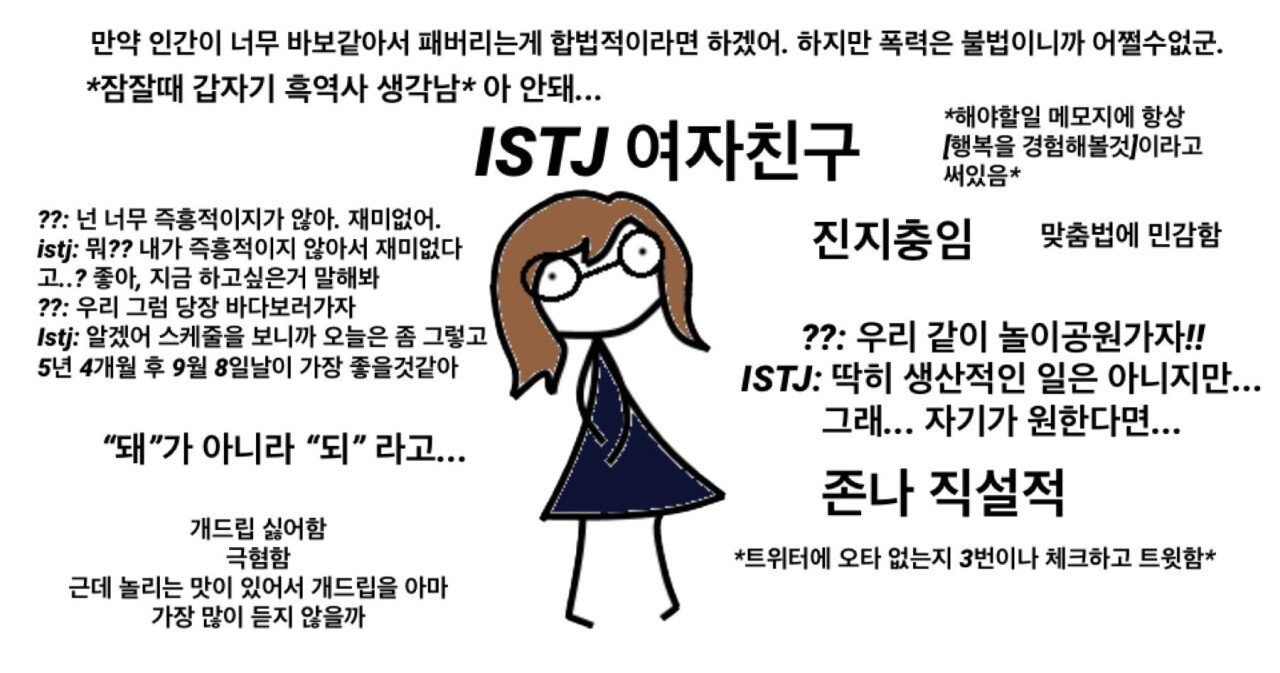 만약 인간이 너무 바보같아서 패버리는게 합법적이라면 하겠어. 하지만 폭력은 불법이니까 어쩔수없군.
*잠잘때 갑자기 흑역사 생각남* 아 안돼...
ISTJ 여자친구
*해야할일 메모지에 항상
[행복을 경험해볼것]이라고
써있음*
??: 넌 너무 즉흥적이지가 않아. 재미없어.
istj: 뭐?? 내가 즉흥적이지 않아서 재미없다
고..? 좋아, 지금 하고싶은거 말해봐
??: 우리 그럼 당장 바다보러가자
Istj: 알겠어 스케줄을 보니까 오늘은 좀 그렇고
5년 4개월 후 9월 8일날이 가장 좋을것같아
진지충임
맞춤법에 민감함
??: 우리 같이 놀이공원가자!!
ISTJ: 딱히 생산적인 일은 아니지만...
그래... 자기가 원한다면...
“돼”가 아니라 “되” 라고...
존나 직설적
개드립 싫어함
극혐함
근데 놀리는 맛이 있어서 개드립을 아마
가장 많이 듣지 않을까
*트위터에 오타 없는지 3번이나 체크하고 트윗함*